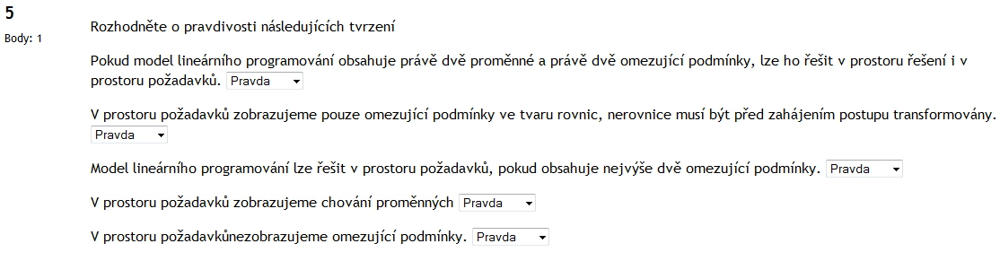 5
Body: 1
Rozhodněte o pravdivosti následujících tvrzení
Pokud model lineárního programování obsahuje právě dvě proměnné a právě dvě omezující podmínky, lze ho řešit v prostoru řešení i v
prostoru požadavků. Pravda
V prostoru požadavků zobrazujeme pouze omezující podmínky ve tvaru rovnic, nerovnice musí být před zahájením postupu transformovány.
Pravda
Model lineárního programování lze řešit v prostoru požadavků, pokud obsahuje nejvýše dvě omezující podmínky. Pravda
V prostoru požadavků zobrazujeme chování proměnných Pravda
V prostoru požadavkůnezobrazujeme omezující podmínky. Pravda